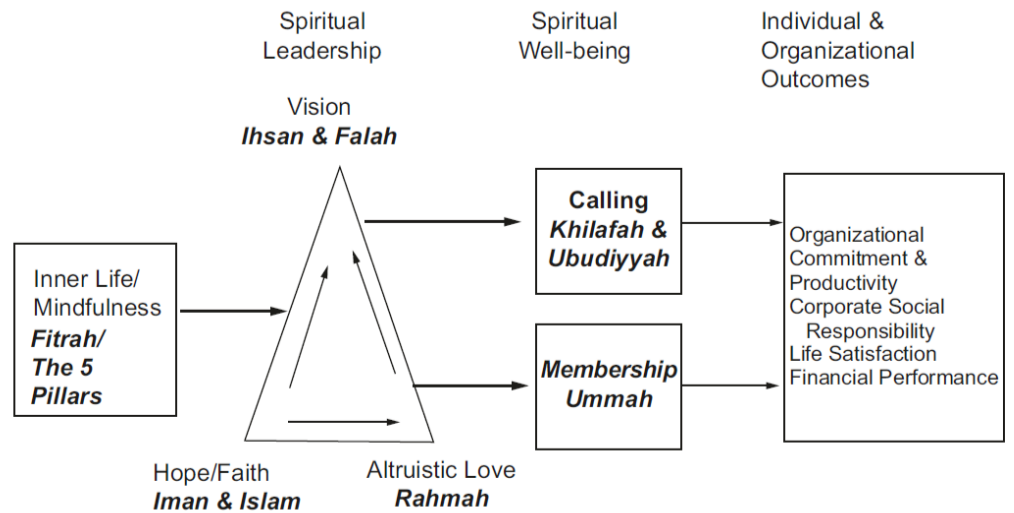 Spiritual
Leadership
Spiritual
Well-being
Individual &
Organizational
Outcomes
Vision
Ihsan & Falah
Inner Life/
Mindfulness
Fitrah/
The 5
Pillars
Hope/Faith
Iman & Islam
Altruistic Love
Rahmah
Calling
Khilafah &
Ubudiyyah
Membership
Ummah
Organizational
Commitment &
Productivity
Corporate Social
Responsibility
Life Satisfaction
Financial Performance